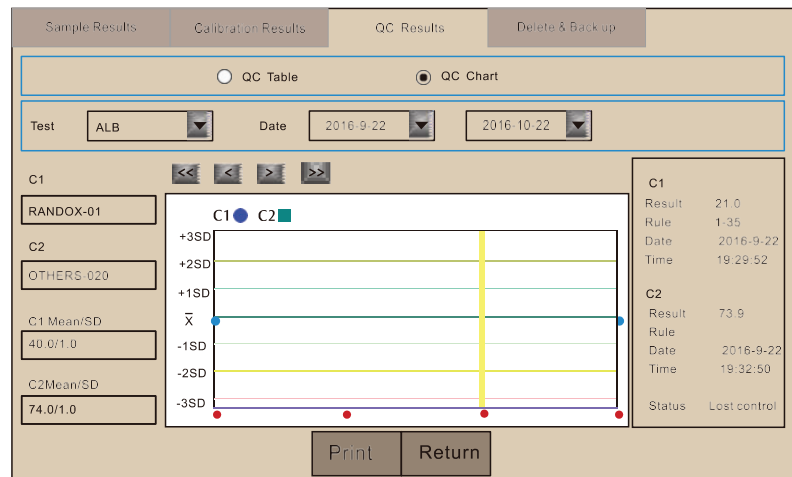 Sample Results Calibration Results QC Results Delete & Back up
QC Table QC Chart
Test ALB Date 2016-9-22 2016-10-22
<< < > >>
C1
RANDOX-01
C2
OTHERS-020
C1 Mean/SD
40.0/1.0
C2Mean/SD
74.0/1.0
C1 C2
+3SD
+2SD
+1SD
X̅
-1SD
-2SD
-3SD
C1
Result 21.0
Rule 1-35
Date 2016-9-22
Time 19:29:52
C2
Result 73.9
Rule
Date 2016-9-22
Time 19:32:50
Status Lost control
Print Return